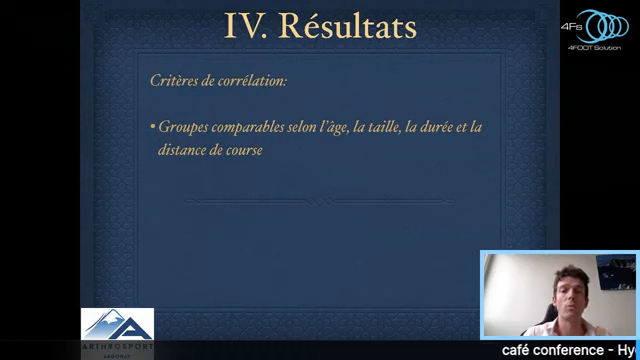 IV. Résultats
4Fs
4FOOT Solution
Critères de corrélation:
• Groupes comparables selon l'âge, la taille, la durée et la
distance de course
ARTHROSPORT
café conference - Hy